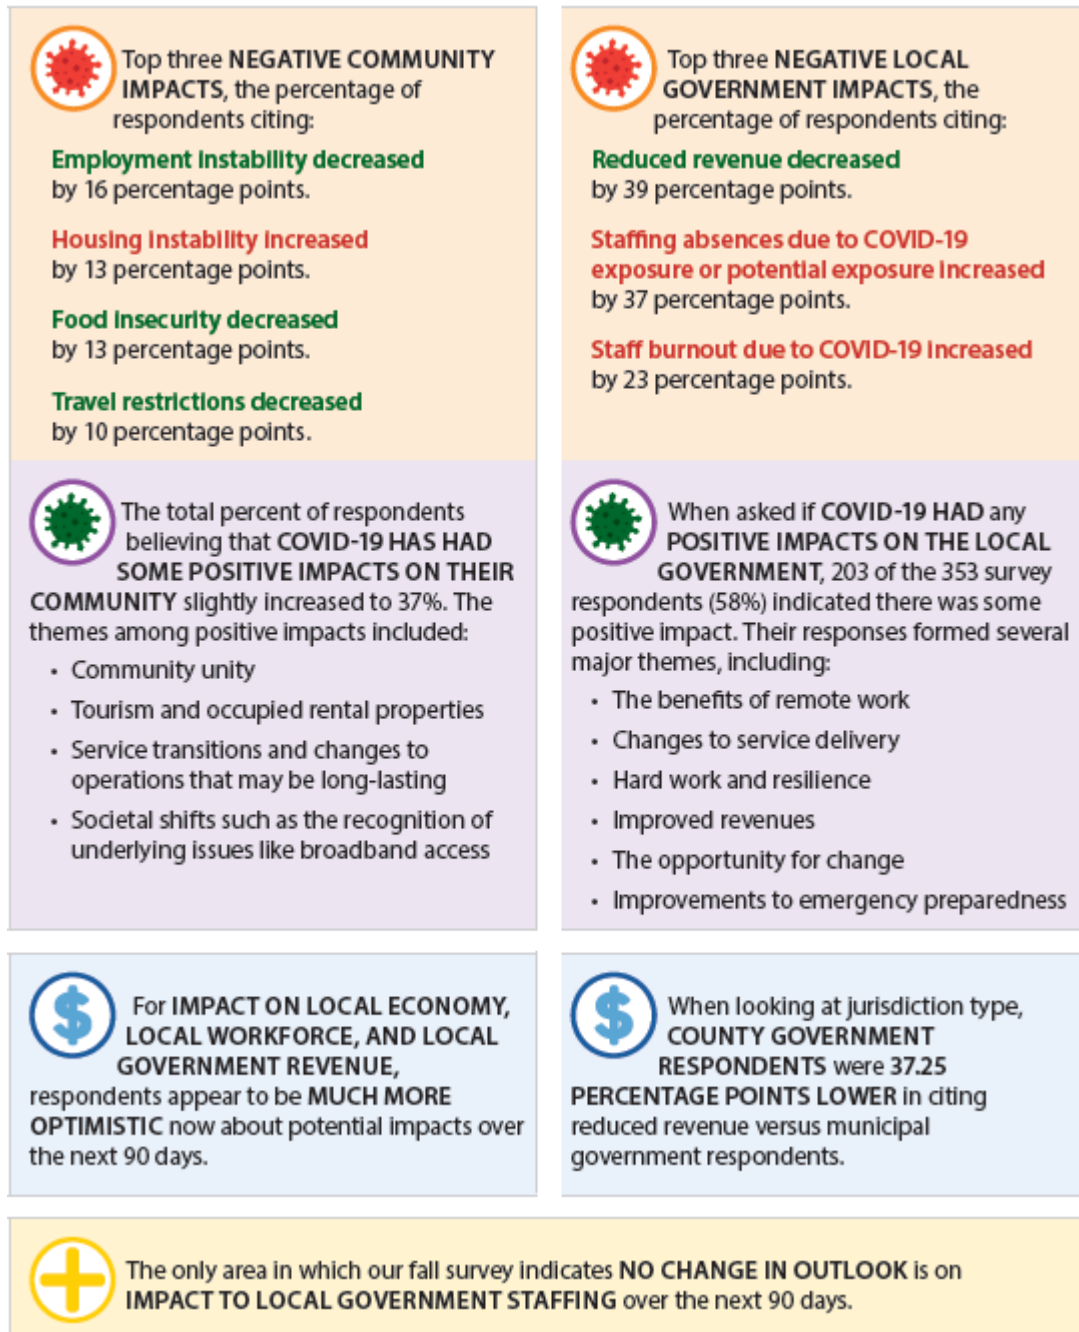 Top three NEGATIVE COMMUNITY
IMPACTS, the percentage of
respondents citing:
Employment instability decreased
by 16 percentage points.
Housing instability increased
by 13 percentage points.
Food insecurity decreased
by 13 percentage points.
Travel restrictions decreased
by 10 percentage points.
Top three NEGATIVE LOCAL
GOVERNMENT IMPACTS, the
percentage of respondents citing:
Reduced revenue decreased
by 39 percentage points.
Staffing absences due to COVID-19
exposure or potential exposure increased
by 37 percentage points.
Staff burnout due to COVID-19 increased
by 23 percentage points.
The total percent of respondents
believing that COVID-19 HAS HAD
SOME POSITIVE IMPACTS ON THEIR
COMMUNITY slightly increased to 37%. The
themes among positive impacts included:
• Community unity
• Tourism and occupied rental properties
• Service transitions and changes to
operations that may be long-lasting
• Societal shifts such as the recognition of
underlying issues like broadband access
When asked if COVID-19 HAD any
POSITIVE IMPACTS ON THE LOCAL
GOVERNMENT, 203 of the 353 survey
respondents (58%) indicated there was some
positive impact. Their responses formed several
major themes, including:
• The benefits of remote work
• Changes to service delivery
• Hard work and resilience
• Improved revenues
• The opportunity for change
• Improvements to emergency preparedness
$
For IMPACT ON LOCAL ECONOMY,
LOCAL WORKFORCE, AND LOCAL
GOVERNMENT REVENUE,
respondents appear to be MUCH MORE
OPTIMISTIC now about potential impacts over
the next 90 days.
$
When looking at jurisdiction type,
COUNTY GOVERNMENT
RESPONDENTS were 37.25
PERCENTAGE POINTS LOWER in citing
reduced revenue versus municipal
government respondents.
The only area in which our fall survey indicates NO CHANGE IN OUTLOOK is on
IMPACT TO LOCAL GOVERNMENT STAFFING over the next 90 days.